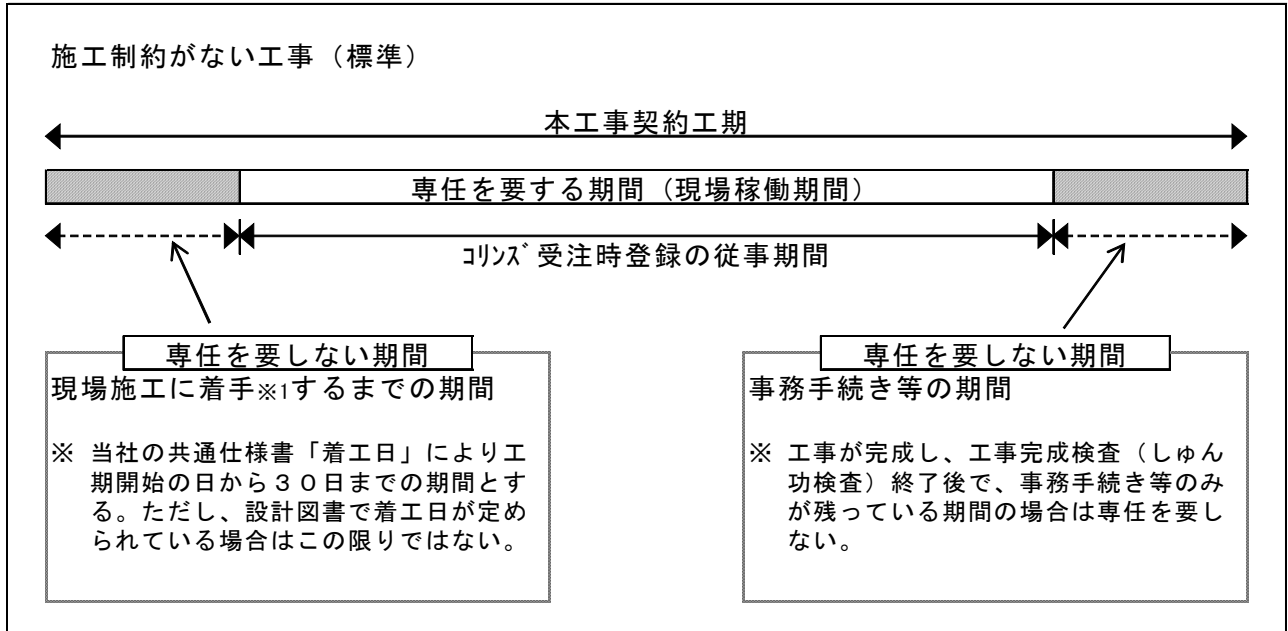 施工制約がない工事（標準）
本工事契約工期
専任を要する期間（現場稼働期間）
ｺﾘﾝｽﾞ受注時登録の従事期間
専任を要しない期間
現場施工に着手※1するまでの期間
※ 当社の共通仕様書「着工日」により工
期開始の日から３０日までの期間とす
る。ただし、設計図書で着工日が定め
られている場合はこの限りではない。
専任を要しない期間
事務手続き等の期間
※ 工事が完成し、工事完成検査（しゅん
功検査）終了後で、事務手続き等のみ
が残っている期間の場合は専任を要し
ない。